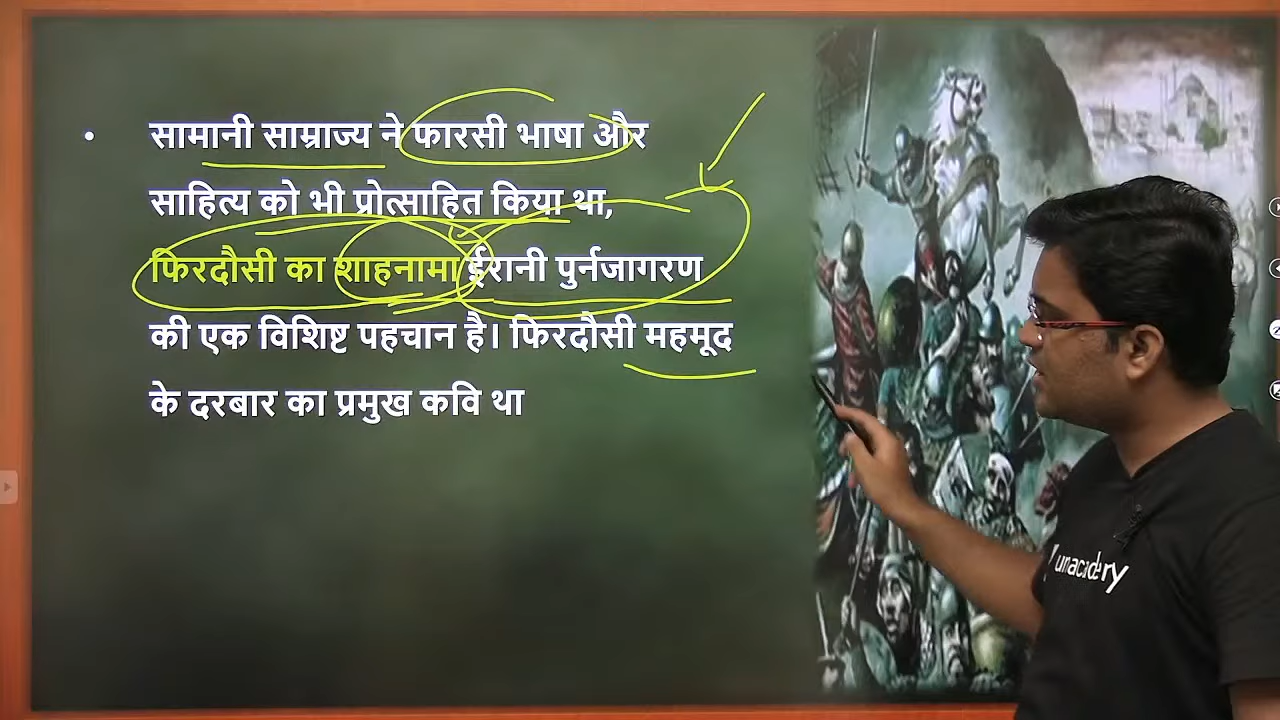 सामानी साम्राज्य ने फारसी भाषा और
साहित्य को भी प्रोत्साहित किया था,
फिरदौसी का शाहनामा ईरानी पुर्नजागरण
की एक विशिष्ट पहचान है। फिरदौसी महमूद
के दरबार का प्रमुख कवि था
unacademy